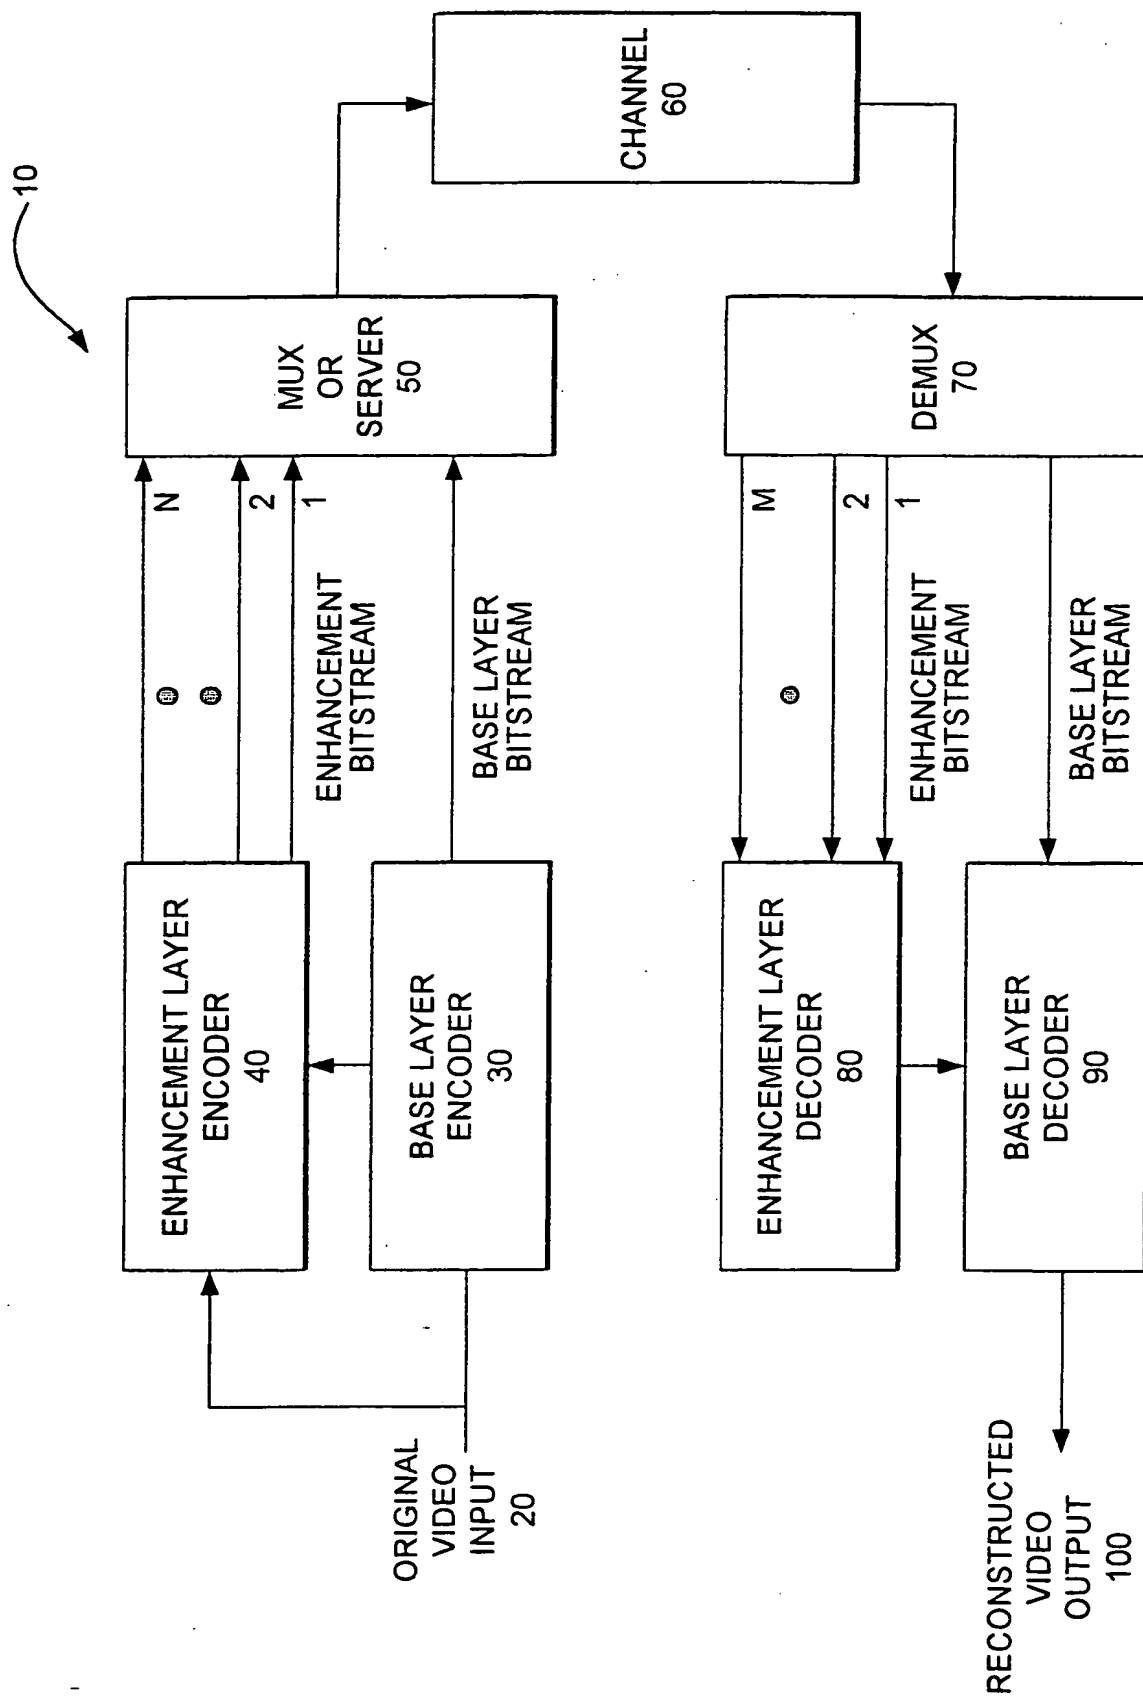 10
ORIGINAL
VIDEO
INPUT
20
ENHANCEMENT LAYER
ENCODER
40
BASE LAYER
ENCODER
30
N
2
1
ENHANCEMENT
BITSTREAM
BASE LAYER
BITSTREAM
MUX
OR
SERVER
50
CHANNEL
60
DEMUX
70
M
2
1
ENHANCEMENT
BITSTREAM
BASE LAYER
BITSTREAM
ENHANCEMENT LAYER
DECODER
80
BASE LAYER
DECODER
90
RECONSTRUCTED
VIDEO
OUTPUT
100